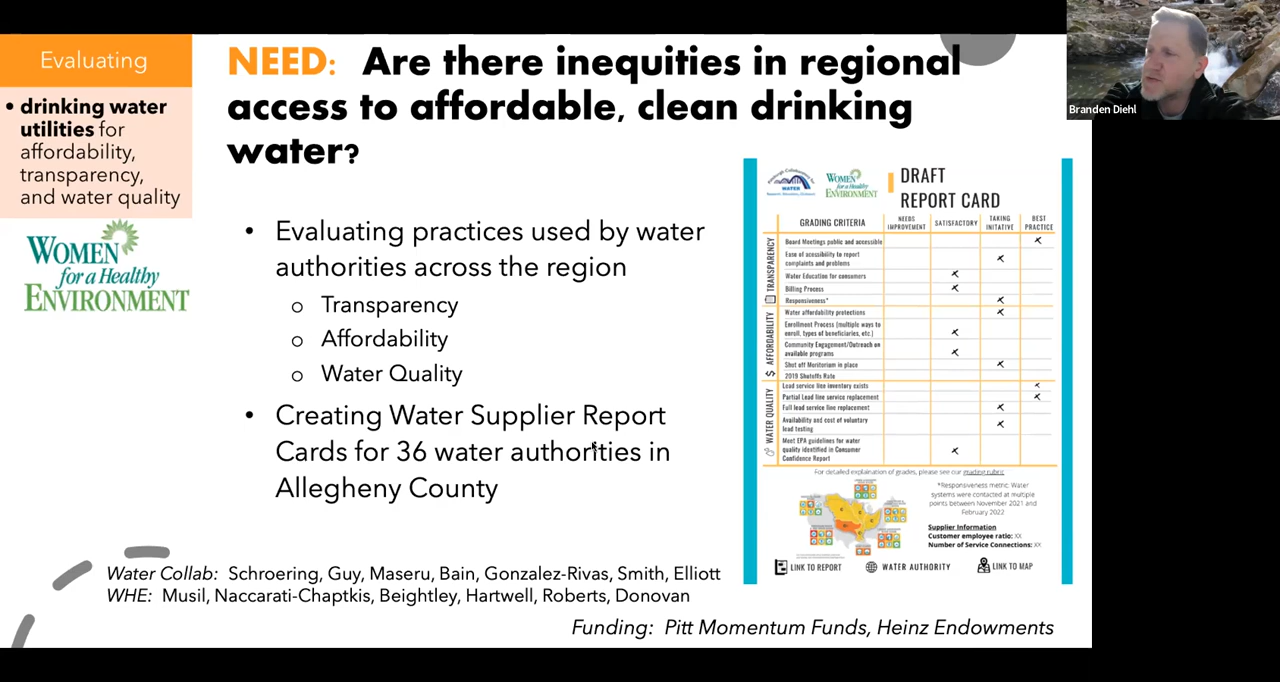 Evaluating
• drinking water
utilities for
affordability,
transparency,
and water quality
WOMEN
for a Healthy
ENVIRONMENT
NEED: Are there inequities in regional
access to affordable, clean drinking
water?
• Evaluating practices used by water
authorities across the region
o Transparency
o Affordability
o Water Quality
• Creating Water Supplier Report
Cards for 36 water authorities in
Allegheny County
Water Collab: Schroering, Guy, Maseru, Bain, Gonzalez-Rivas, Smith, Elliott
WHE: Musil, Naccarati-Chaptkis, Beightley, Hartwell, Roberts, Donovan
Funding: Pitt Momentum Funds, Heinz Endowments
WATER
WOMEN
for a Healthy
ENVIRONMENT
DRAFT
REPORT CARD
GRADING CRITERIA
NEEDS
IMPROVEMENT
SATISFACTORY
TAKING
INITIATIVE
BEST
PRACTICE
TRANSPARENCY
Board Meetings public and accessible
Ease of acessibility to report
complaints and problems
Water Education for consumers
Billing Process
Responsiveness*
$ AFFORDABILITY
Water affordability protections
Enrollment Process (multiple ways to
enroll, types of beneficiaries, etc.)
Community Engagement/Outreach on
available programs
Shut off Moritorium in place
2019 Shutoffs Rate
WATER QUALITY
Lead service line inventory exists
Partial Lead line service replacement
Full lead service line replacement
Availability and cost of voluntary
lead testing
Meet EPA guidelines for water
quality identified in Consumer
Confidence Report
For detailed explaination of grades, please see our grading rubric
*Responsiveness metric: Water
systems were contacted at multiple
points between November 2021 and
February 2022
Supplier Information
Customer employee ratio: XX
Number of Service Connections: XX
LINK TO REPORT
WATER AUTHORITY
LINK TO MAP
Branden Diehl